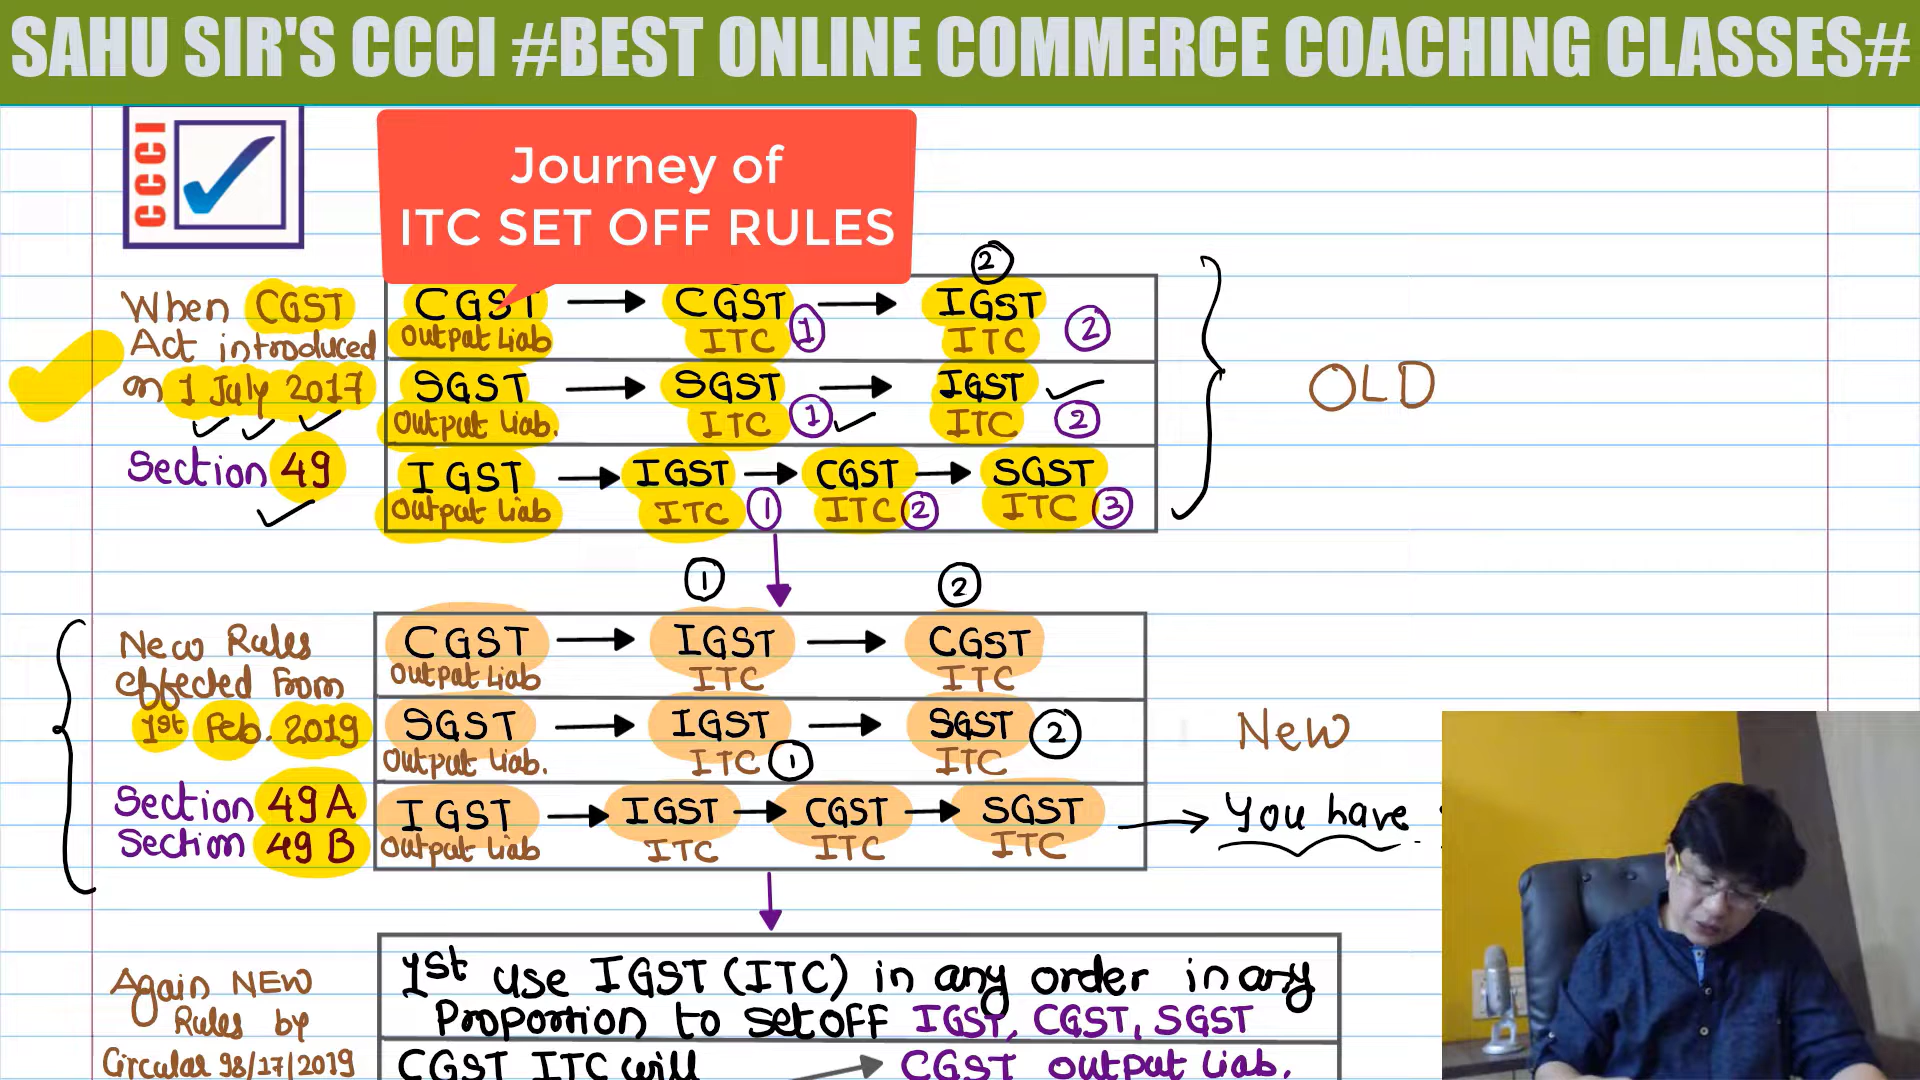 SAHU SIR'S CCCI #BEST ONLINE COMMERCE COACHING CLASSES#
CCCI
Journey of
ITC SET OFF RULES
2
When CGST
Act introduced
on 1 July 2017
Section 49
CGST → CGST → IGST
Output Liab ITC 1 ITC 2
SGST → SGST → IGST
Output Liab. ITC 1 ITC 2
IGST → IGST → CGST → SGST
Output Liab ITC 1 ITC 2 ITC 3
OLD
1 2
New Rules
effected From
1st Feb. 2019
Section 49A
Section 49B
CGST → IGST → CGST
Output Liab ITC ITC
SGST → IGST → SGST 2
Output Liab. ITC 1 ITC
IGST → IGST → CGST → SGST
Output Liab ITC ITC ITC
New
You have
Again NEW
Rules by
Circular 98/17/2019
1st use IGST (ITC) in any order in any
Proportion to setoff IGST, CGST, SGST
CGST ITC will → CGST output liab.